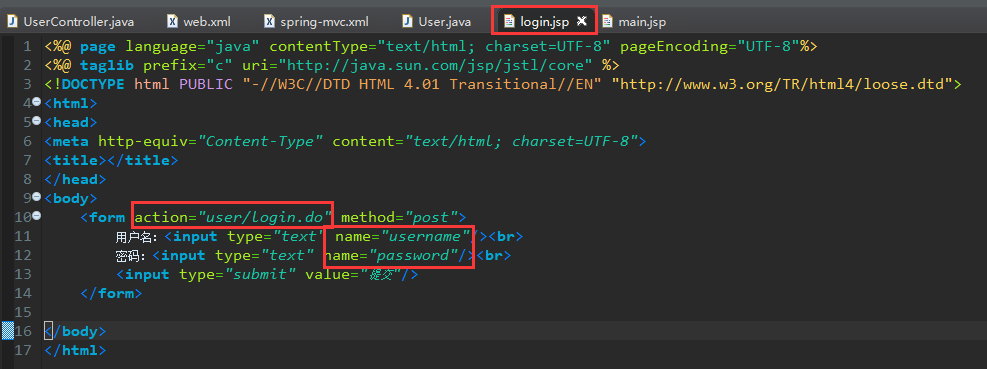 UserController.java web.xml spring-mvc.xml User.java login.jsp main.jsp
1 <%@ page language="java" contentType="text/html; charset=UTF-8" pageEncoding="UTF-8"%>
2 <%@ taglib prefix="c" uri="http://java.sun.com/jsp/jstl/core" %>
3 <!DOCTYPE html PUBLIC "-//W3C//DTD HTML 4.01 Transitional//EN" "http://www.w3.org/TR/html4/loose.dtd">
4 <html>
5 <head>
6 <meta http-equiv="Content-Type" content="text/html; charset=UTF-8">
7 <title></title>
8 </head>
9 <body>
10 <form action="user/login.do" method="post">
11 用户名：<input type="text" name="username"/><br>
12 密码：<input type="text" name="password"/><br>
13 <input type="submit" value="提交"/>
14 </form>
15
16 </body>
17 </html>